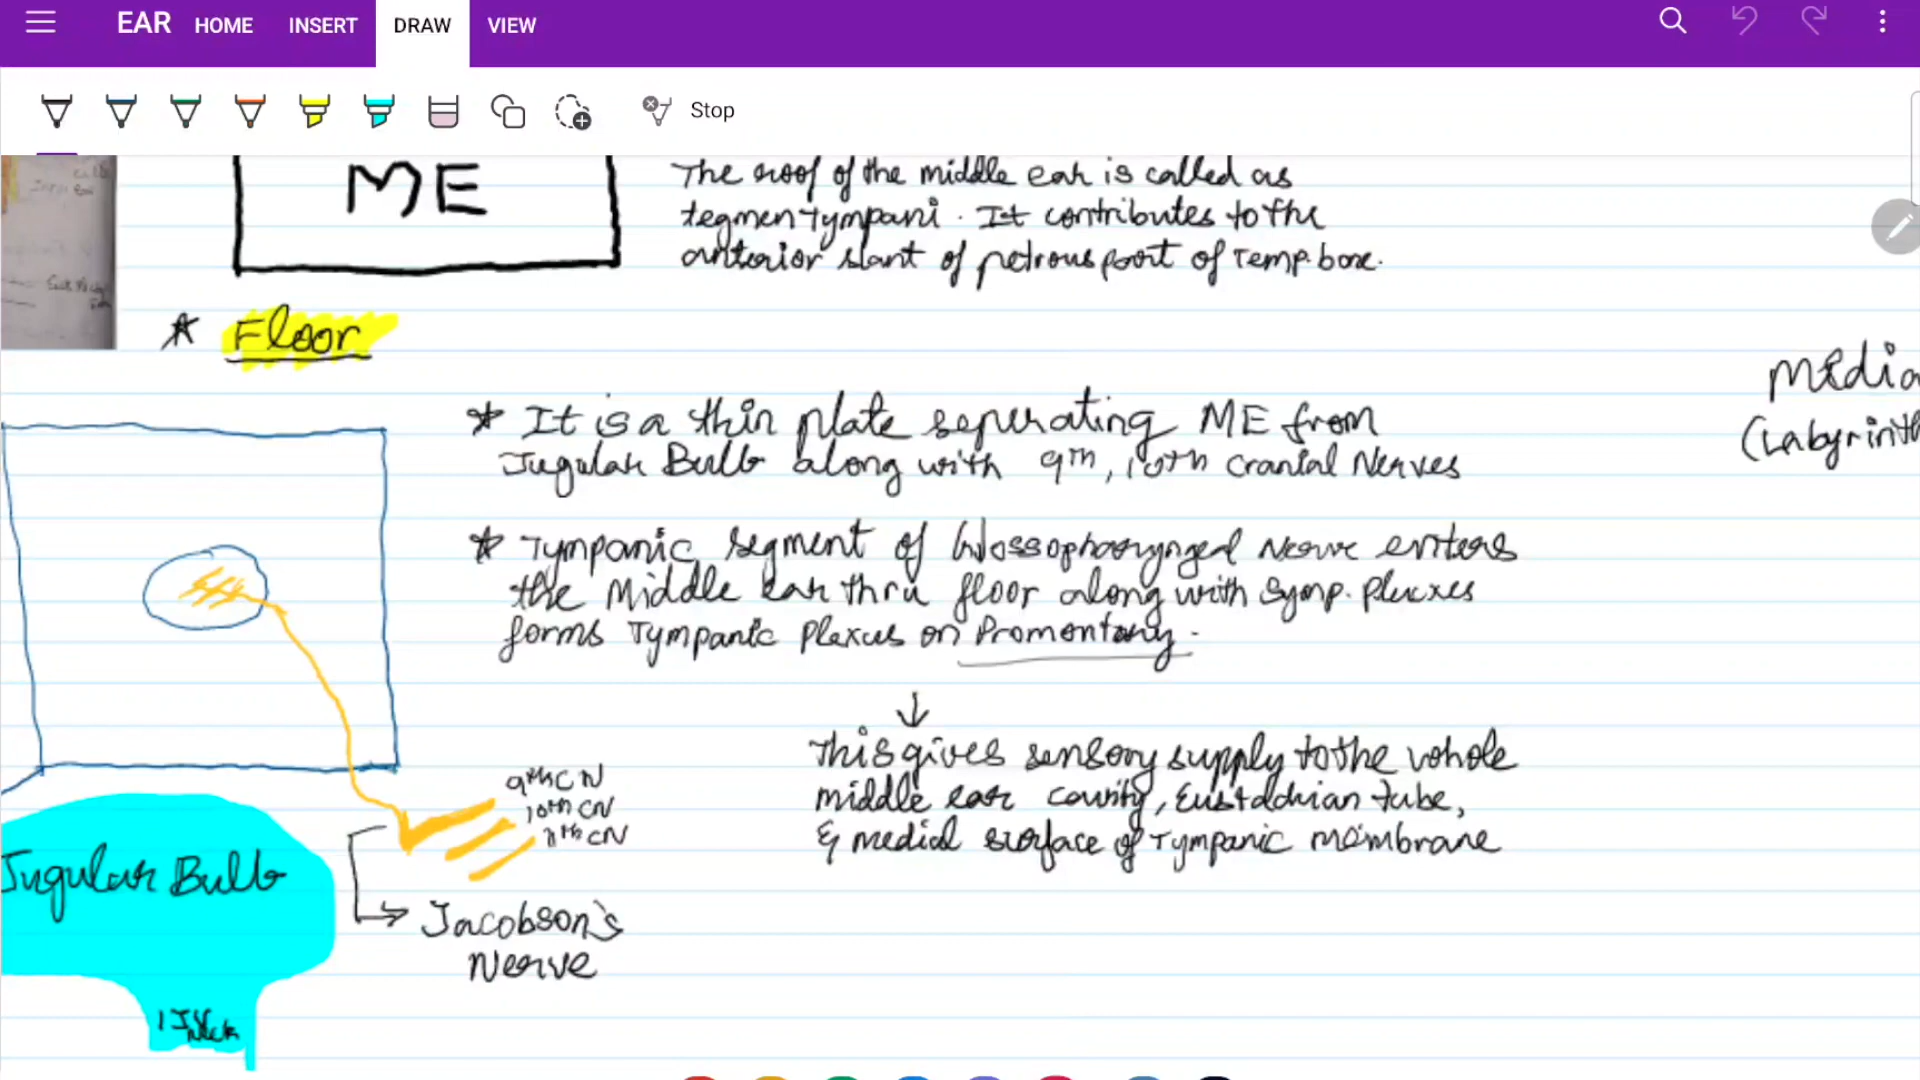 EAR HOME INSERT DRAW VIEW
Stop
ME
The roof of the middle ear is called as
tegmen tympani. It contributes to the
anterior slant of petrous part of Temp. bone.
* Floor
Media
(Labyrinth
* It is a thin plate seperating ME from
Jugular Bulb along with 9th, 10th Cranial Nerves
* Tympanic segment of Glossopharyngeal Nerve enters
the Middle ear thru floor along with Symp. plexxes
forms Tympanic Plexus on Promontory.
↓
This gives sensory supply to the whole
middle ear cavity, Eustachian tube,
& medial surface of Tympanic membrane
9th CN
10th CN
11th CN
Jugular Bulb
Jacobson's
Nerve